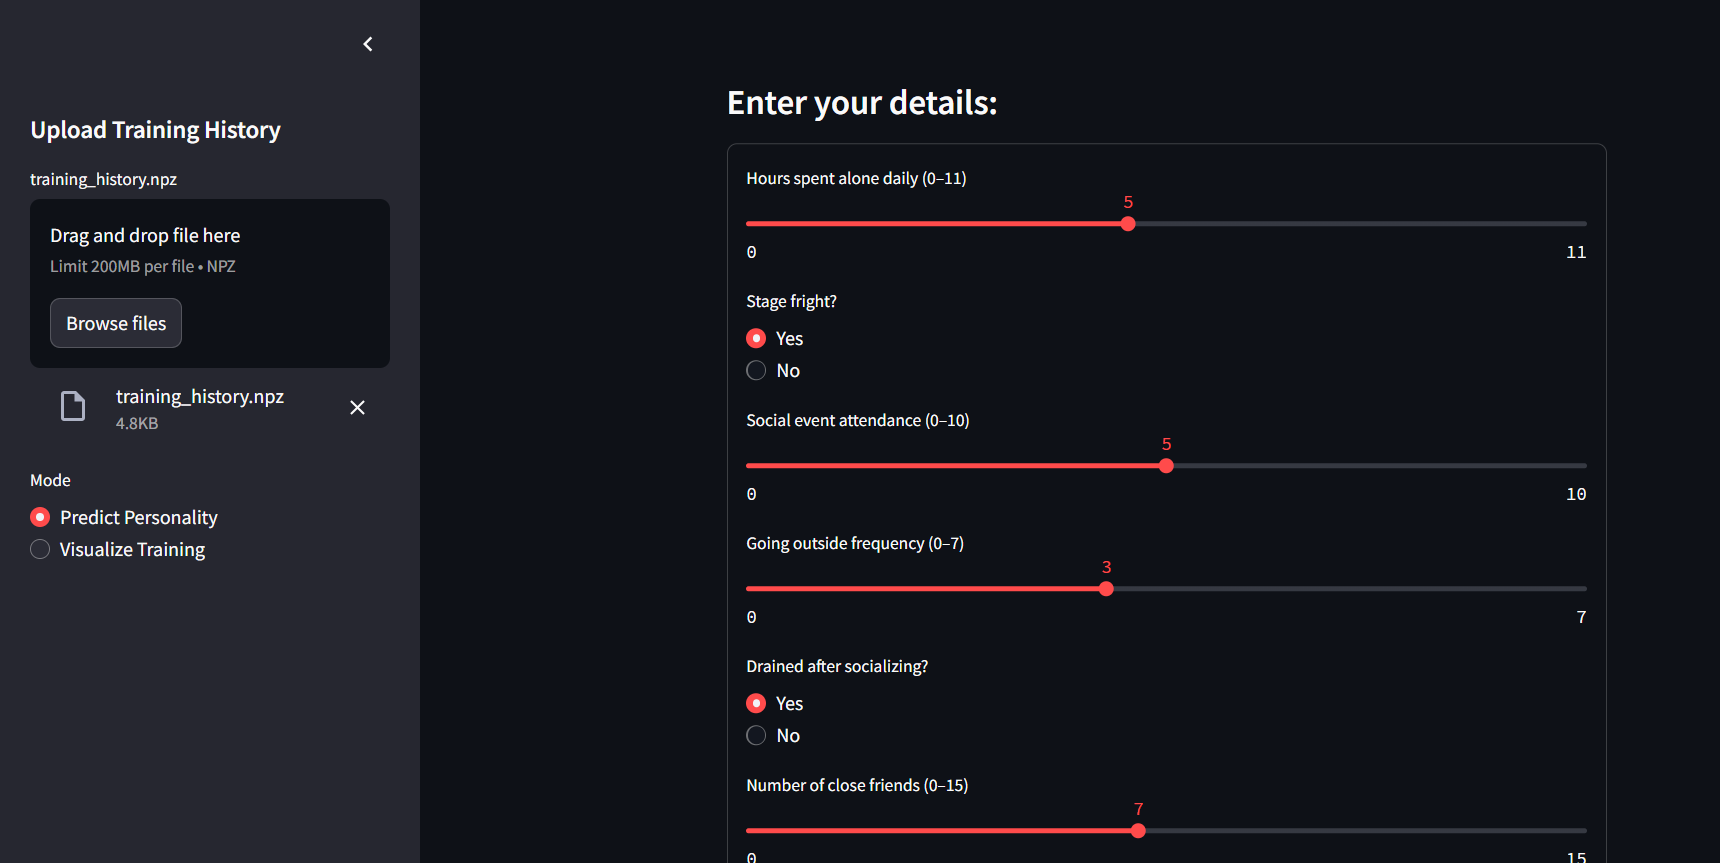 Upload Training History
training_history.npz
Drag and drop file here
Limit 200MB per file • NPZ
Browse files
training_history.npz
4.8KB
Mode
Predict Personality
Visualize Training
Enter your details:
Hours spent alone daily (0–11)
5
0 11
Stage fright?
Yes
No
Social event attendance (0–10)
5
0 10
Going outside frequency (0–7)
3
0 7
Drained after socializing?
Yes
No
Number of close friends (0–15)
7
0 15